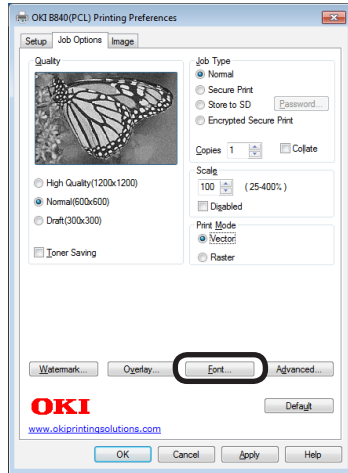 OKI B840(PCL) Printing Preferences
Setup Job Options Image
Quality
High Quality(1200x1200)
Normal(600x600)
Draft(300x300)
Toner Saving
Job Type
Normal
Secure Print
Store to SD Password...
Encrypted Secure Print
Copies 1 Collate
Scale
100 (25-400% )
Disabled
Print Mode
Vector
Raster
Watermark... Overlay... Font... Advanced...
OKI Default
www.okiprintingsolutions.com
OK Cancel Apply Help